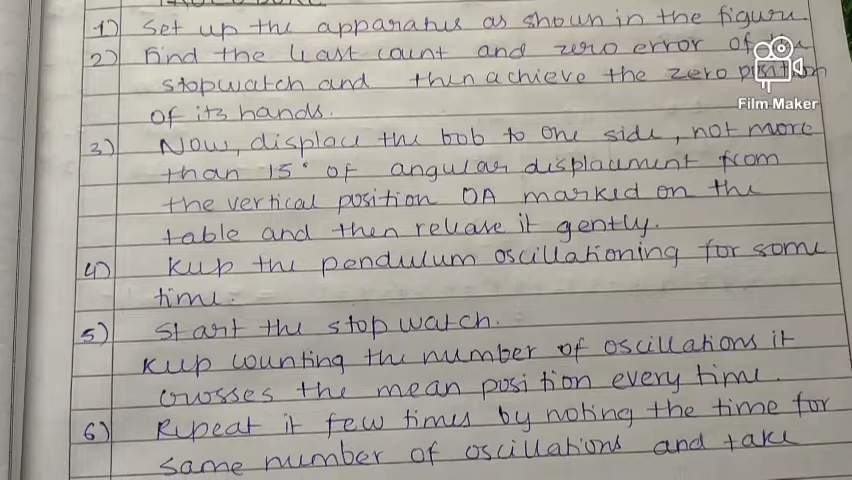 1) Set up the apparatus as shown in the figure.
2) Find the least count and zero error of
stopwatch and then achieve the zero position
of its hands.
Film Maker
3) Now, displace the bob to one side, not more
than 15° of angular displacement from
the vertical position OA marked on the
table and then release it gently.
4) Keep the pendulum oscillationing for some
time.
5) Start the stop watch.
Keep counting the number of oscillations it
crosses the mean position every time.
6) Repeat it few times by noting the time for
same number of oscillations and take